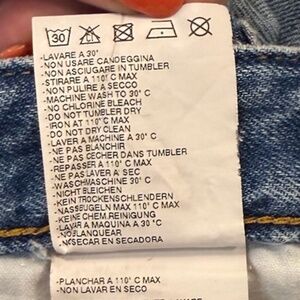 30
-LAVARE A 30°
-NON USARE CANDEGGINA
-NON ASCIUGARE IN TUMBLER
-STIRARE A 110° C MAX
-NON PULIRE A SECCO
-MACHINE WASH TO 30° C
-NO CHLORINE BLEACH
-DO NOT TUMBLER DRY
-IRON AT 110° C MAX
-DO NOT DRY CLEAN
-LAVER A MACHINE A 30° C
-NE PAS BLANCHIR
-NE PAS CECHER DANS TUMBLER
-REPASSER A 110° C MAX
-NE PAS LAVER A SEC
-WASCHMASCHINE 30° C
-NICHT BLEICHEN
-KEIN TROCKENSCHLENDERN
-NASSBUGELN MAX 110° C
-KEINE CHEM.REINIGUNG
-LAVAR A MAQUINA A 30 °C
-NO BLANQUEAR
-NO SECAR EN SECADORA
-PLANCHAR A 110° C MAX
-NON LAVAR EN SECO